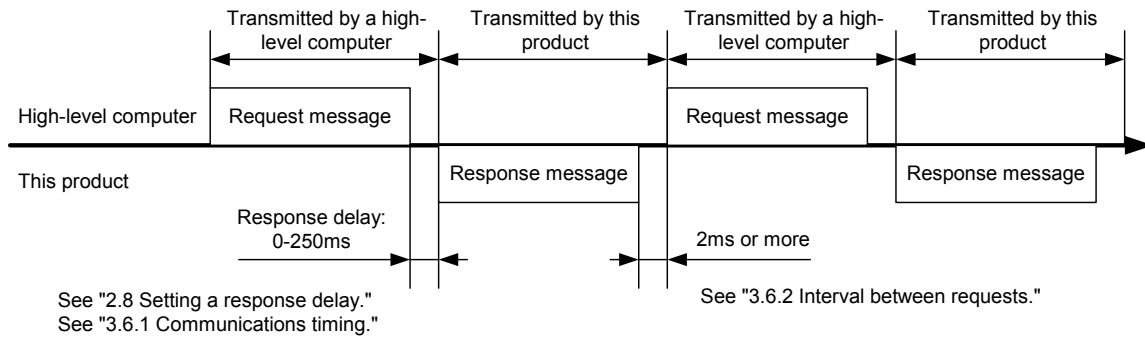 Transmitted by a high-
level computer
Transmitted by this
product
Transmitted by a high-
level computer
Transmitted by this
product
High-level computer
Request message
Request message
This product
Response message
Response message
Response delay:
0-250ms
2ms or more
See "2.8 Setting a response delay."
See "3.6.1 Communications timing."
See "3.6.2 Interval between requests."